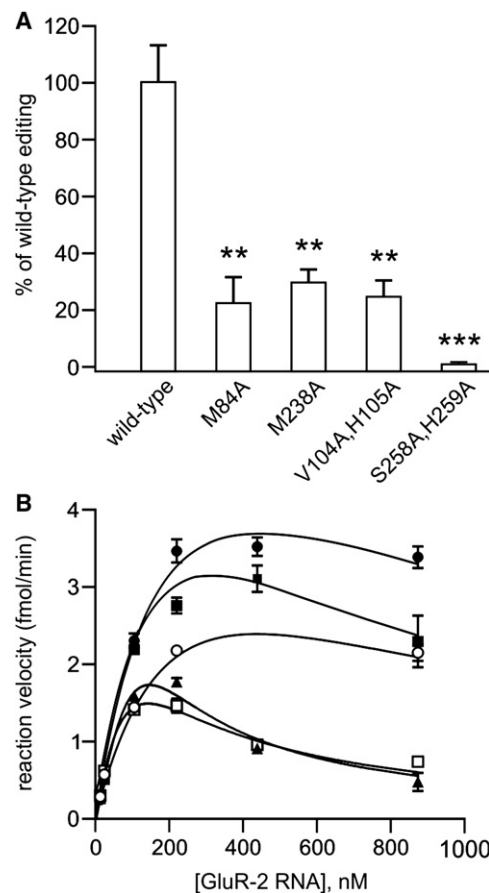 A
% of wild-type editing
120
100
80
60
40
20
0
**
**
**
***
wild-type
M84A
M238A
V104A,H105A
S258A,H259A
B
reaction velocity (fmol/min)
4
3
2
1
0
0 200 400 600 800 1000
[GluR-2 RNA], nM